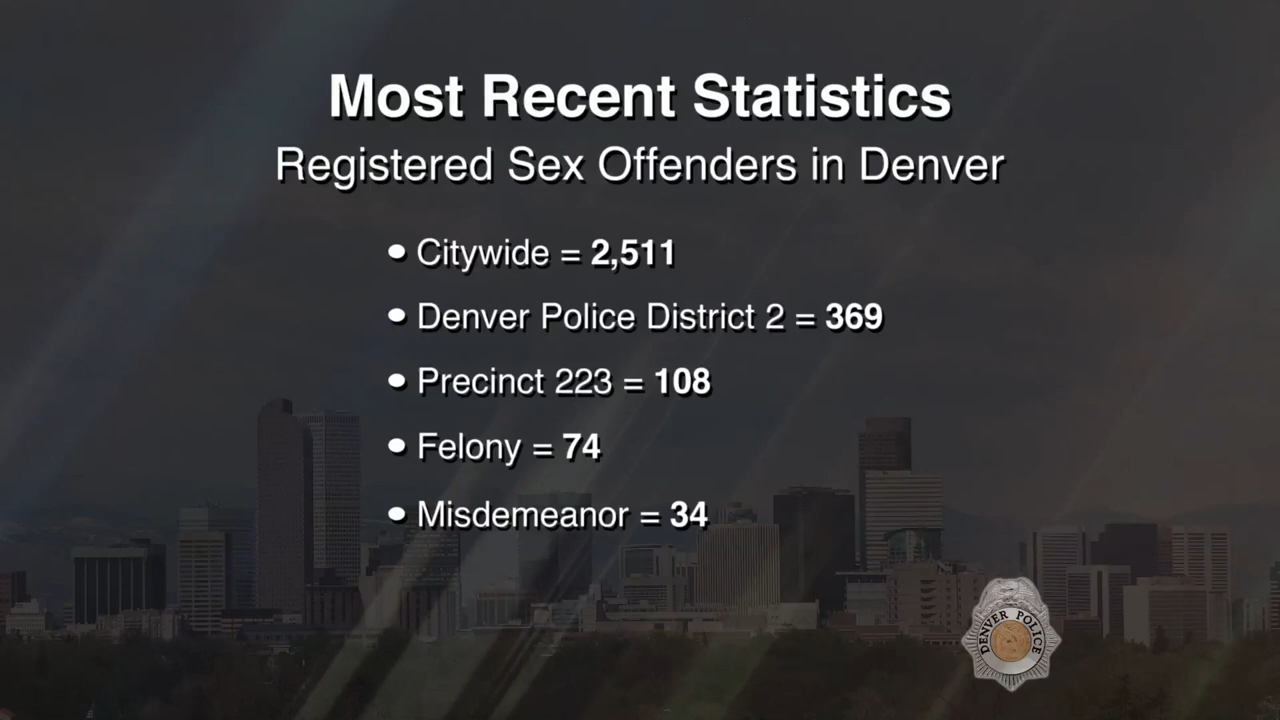 Most Recent Statistics
Registered Sex Offenders in Denver
• Citywide = 2,511
• Denver Police District 2 = 369
• Precinct 223 = 108
• Felony = 74
• Misdemeanor = 34
DENVER POLICE